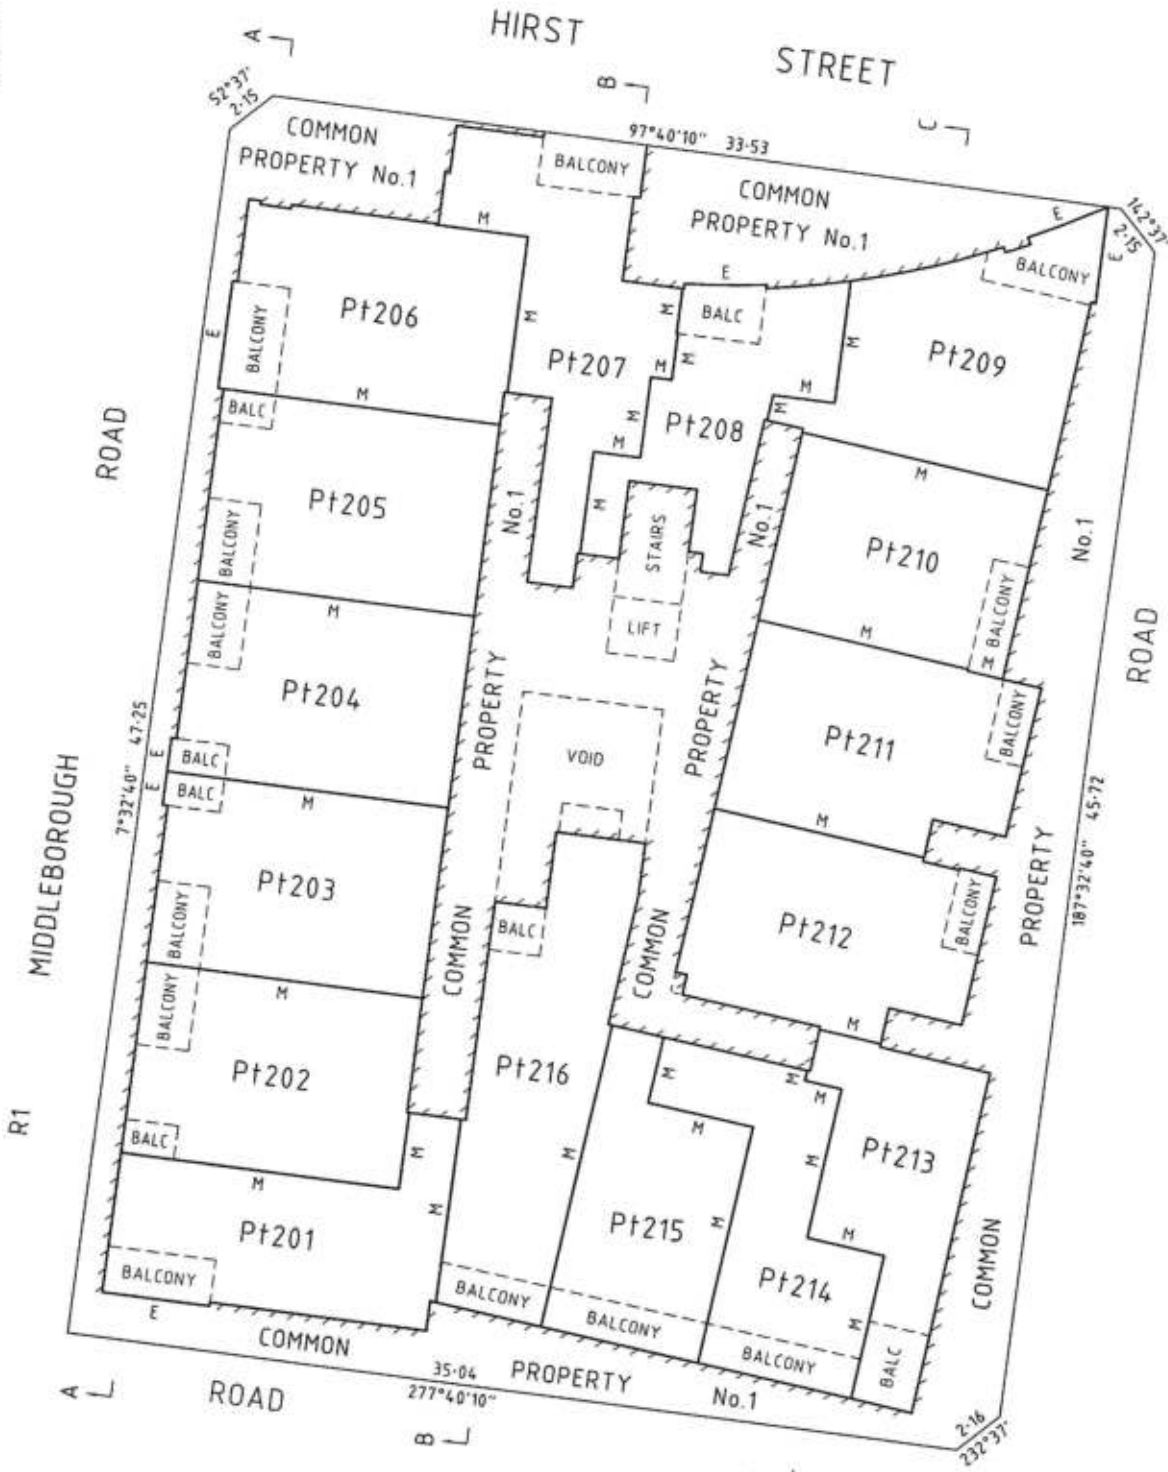 HIRST STREET
A
B
C
52°37'
2·15
97°40'10" 33·53
142°37'
2·15
COMMON
PROPERTY No.1
BALCONY
COMMON
PROPERTY No.1
E
E
M
E
BALCONY
Pt206
BALCONY
E
M
M
BALC
M
M
Pt209
Pt207
M
M
M
BALC
M
M
M
Pt208
M
ROAD
Pt205
No.1
M
STAIRS
No.1
M
No.1
BALCONY
Pt210
BALCONY
M
BALCONY
LIFT
M
M
ROAD
Pt204
PROPERTY
PROPERTY
BALCONY
47·25
7°32'40"
E
BALC
VOID
Pt211
E
BALC
M
M
45·72
187°32'40"
MIDDLEBOROUGH
Pt203
PROPERTY
BALCONY
COMMON
BALC
COMMON
Pt212
BALCONY
M
BALCONY
M
Pt202
Pt216
M
M
M
R1
BALC
M
M
M
M
Pt213
M
M
M
Pt201
Pt215
M
M
BALCONY
Pt214
COMMON
E
BALCONY
BALCONY
M
BALCONY
BALC
COMMON
PROPERTY
No.1
35·04
277°40'10"
ROAD
A
B
2·16
232°37'